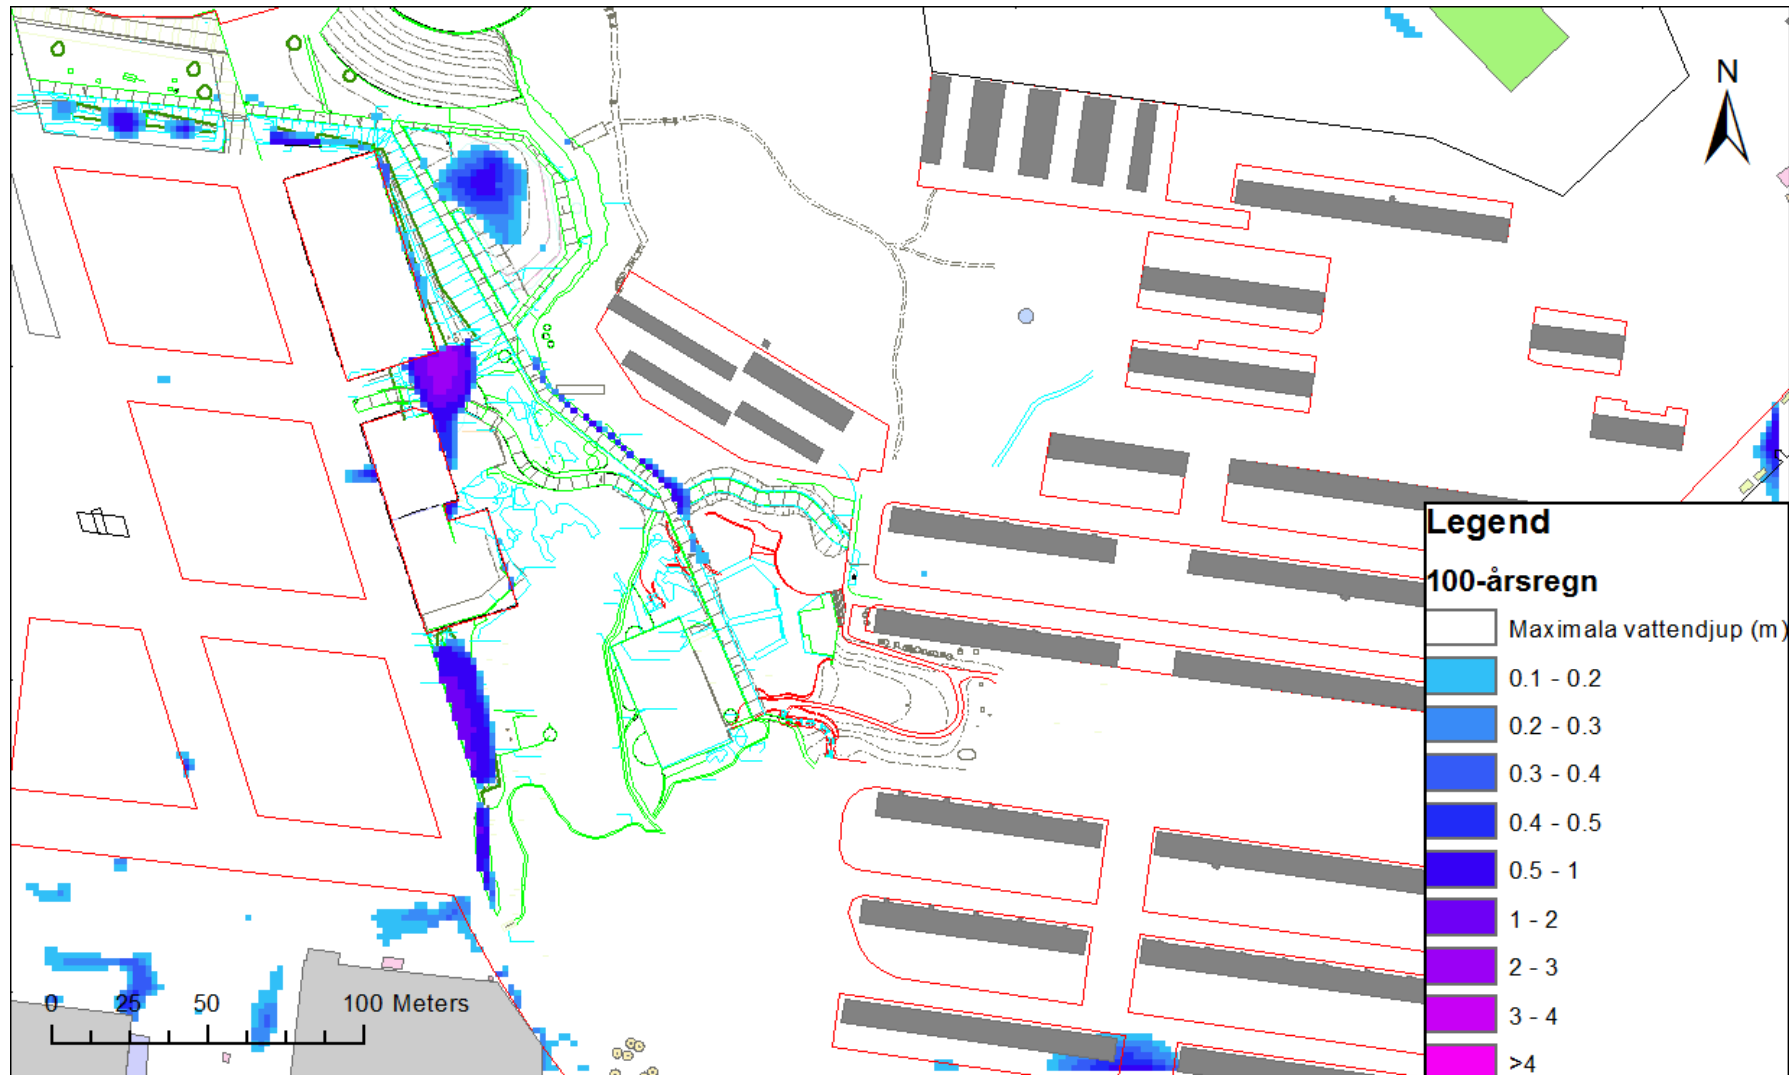 N
Legend
100-årsregn
Maximala vattendjup (m)
0.1 - 0.2
0.2 - 0.3
0.3 - 0.4
0.4 - 0.5
0.5 - 1
1 - 2
2 - 3
3 - 4
>4
0 25 50 100 Meters